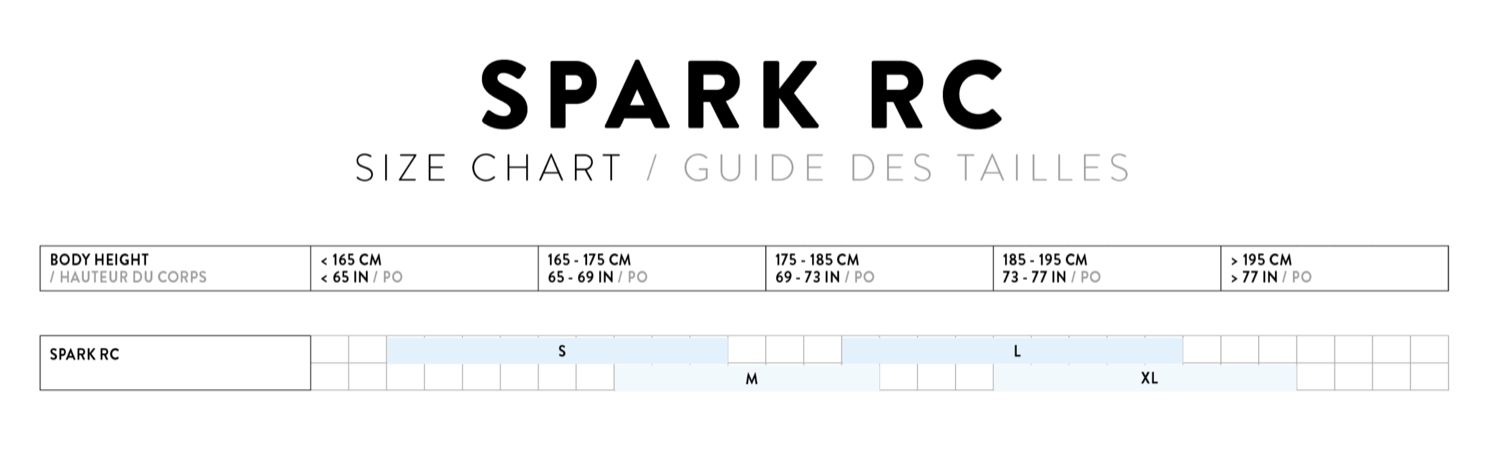 SPARK RC
SIZE CHART / GUIDE DES TAILLES
BODY HEIGHT
/ HAUTEUR DU CORPS
< 165 CM
< 65 IN / PO
165 - 175 CM
65 - 69 IN / PO
175 - 185 CM
69 - 73 IN / PO
185 - 195 CM
73 - 77 IN / PO
> 195 CM
> 77 IN / PO
SPARK RC
S
L
M
XL